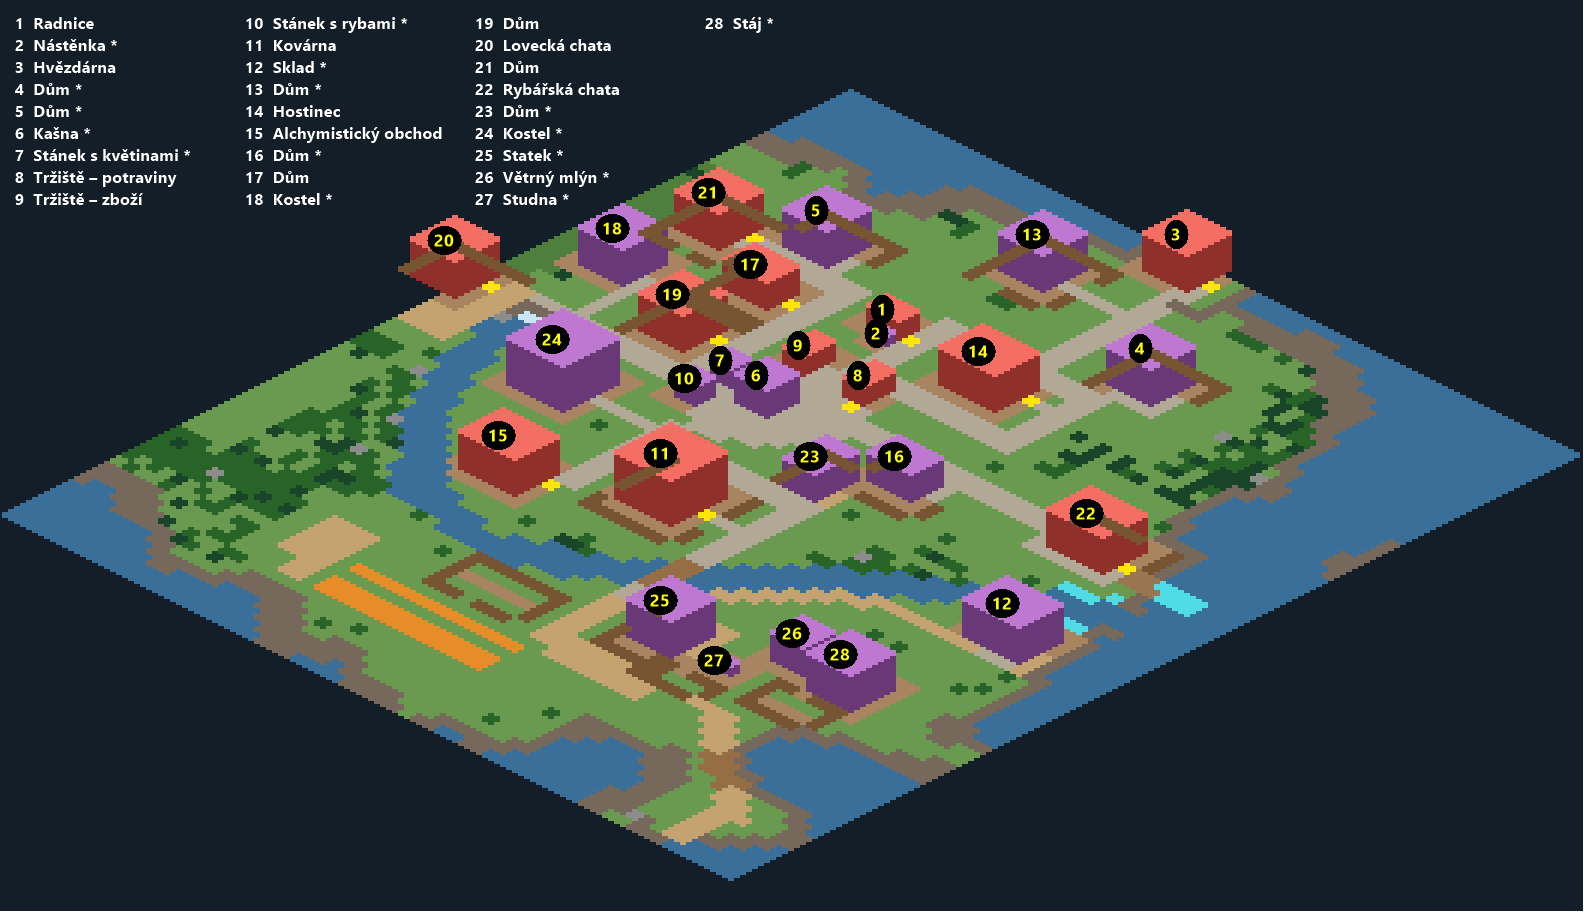 1 Radnice
2 Nástěnka *
3 Hvězdárna
4 Dům *
5 Dům *
6 Kašna *
7 Stánek s květinami *
8 Tržiště – potraviny
9 Tržiště – zboží
10 Stánek s rybami *
11 Kovárna
12 Sklad *
13 Dům *
14 Hostinec
15 Alchymistický obchod
16 Dům *
17 Dům
18 Kostel *
19 Dům
20 Lovecká chata
21 Dům
22 Rybářská chata
23 Dům *
24 Kostel *
25 Statek *
26 Větrný mlýn *
27 Studna *
28 Stáj *
21
5
18
13
3
20
17
19
1
2
24
9
7
14
4
10
6
8
15
11
23
16
22
25
12
26
28
27